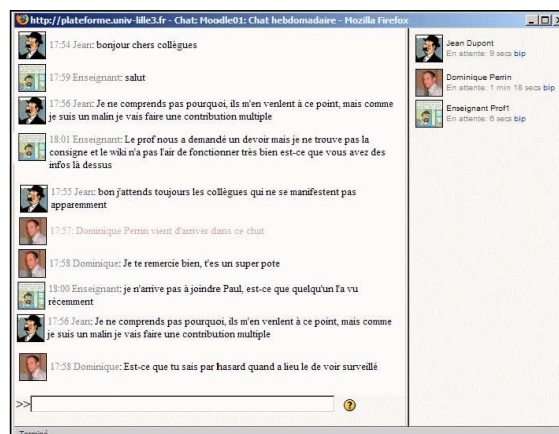 http://plateforme.univ-lille3.fr - Chat: Moodle01: Chat hebdomadaire - Mozilla Firefox
17:54 Jean: bonjour chers collègues
17:59 Enseignant: salut
17:56 Jean: Je ne comprends pas pourquoi, ils m'en venlent à ce point, mais comme
je suis un malin je vais faire une contribution multiple
18:01 Enseignant: Le prof nous a demandé un devoir mais je ne trouve pas la
consigne et le wiki n'a pas l'air de fonctionner très bien est-ce que vous avez des
infos là dessus
17:55 Jean: bon j'attends toujours les collègues qui ne se manifestent pas
apparemment
17:57: Dominique Perrin vient d'arriver dans ce chat
17:58 Dominique: Je te remercie bien, t'es un super pote
18:00 Enseignant: je n'arrive pas à joindre Paul, est-ce que quelqu'un l'a vu
récemment
17:56 Jean: Je ne comprends pas pourquoi, ils m'en venlent à ce point, mais comme
je suis un malin je vais faire une contribution multiple
17:58 Dominique: Est-ce que tu sais par hasard quand a lieu le de voir surveillé
>>
?
Jean Dupont
En attente: 9 secs bip
Dominique Perrin
En attente: 1 min 18 secs bip
Enseignant Prof1
En attente: 6 secs bip
Terminé